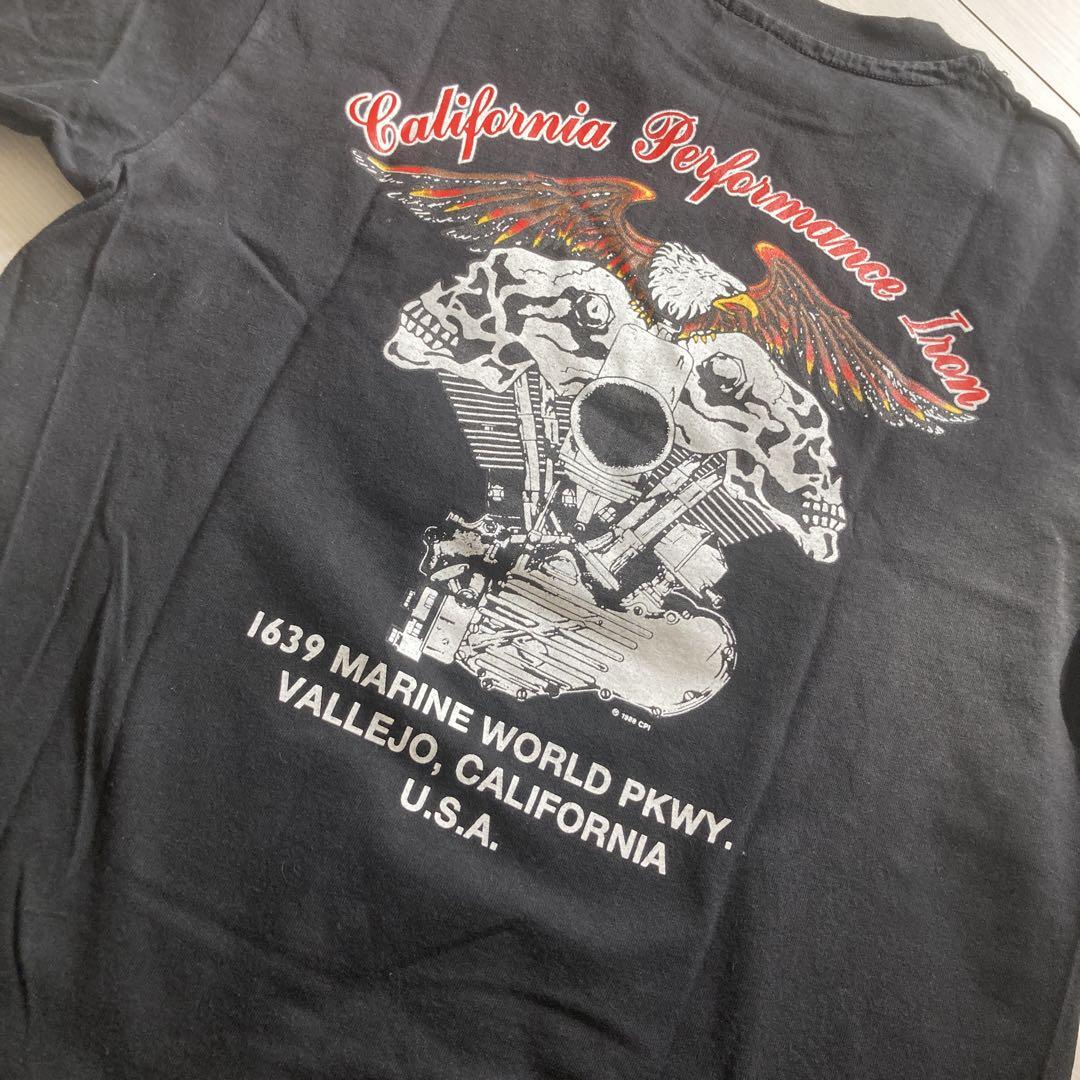 California Performance Iron
© 1989 CPI
1639 MARINE WORLD PKWY.
VALLEJO, CALIFORNIA
U.S.A.